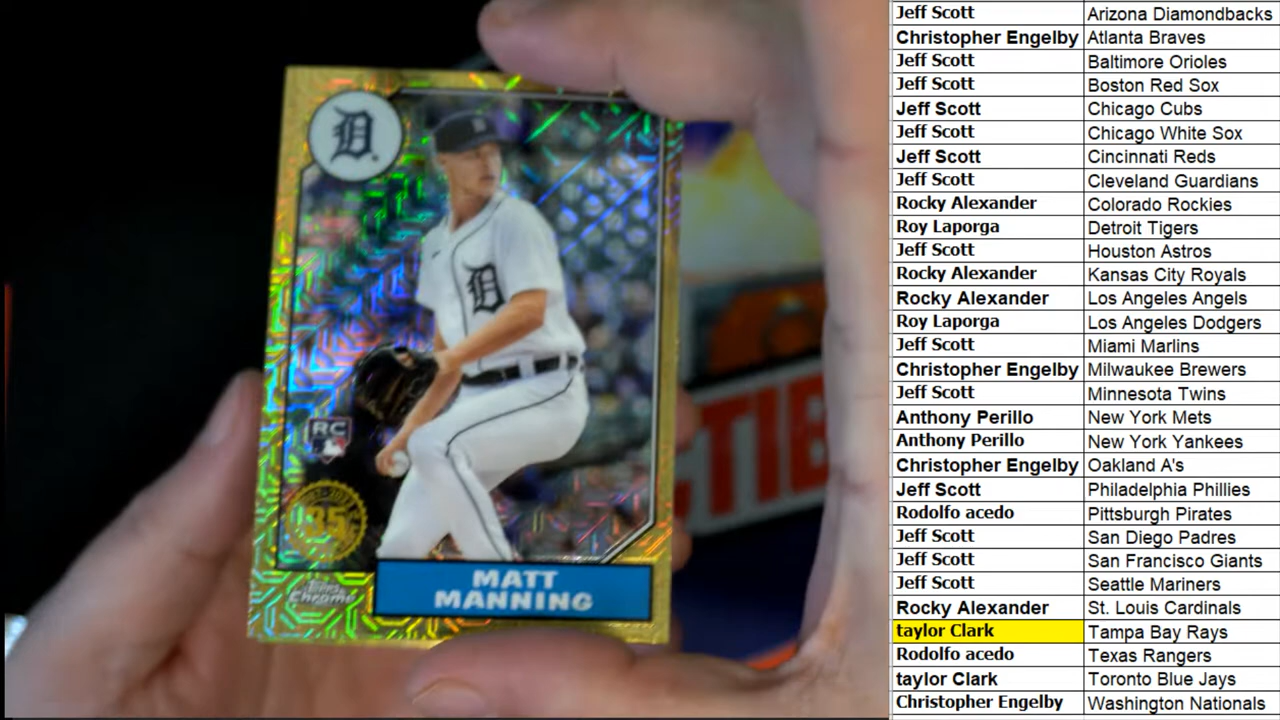 D
D
RC
35
Topps
Chrome
MATT
MANNING
CTIB
Jeff Scott Arizona Diamondbacks
Christopher Engelby Atlanta Braves
Jeff Scott Baltimore Orioles
Jeff Scott Boston Red Sox
Jeff Scott Chicago Cubs
Jeff Scott Chicago White Sox
Jeff Scott Cincinnati Reds
Jeff Scott Cleveland Guardians
Rocky Alexander Colorado Rockies
Roy Laporga Detroit Tigers
Jeff Scott Houston Astros
Rocky Alexander Kansas City Royals
Rocky Alexander Los Angeles Angels
Roy Laporga Los Angeles Dodgers
Jeff Scott Miami Marlins
Christopher Engelby Milwaukee Brewers
Jeff Scott Minnesota Twins
Anthony Perillo New York Mets
Anthony Perillo New York Yankees
Christopher Engelby Oakland A's
Jeff Scott Philadelphia Phillies
Rodolfo acedo Pittsburgh Pirates
Jeff Scott San Diego Padres
Jeff Scott San Francisco Giants
Jeff Scott Seattle Mariners
Rocky Alexander St. Louis Cardinals
taylor Clark Tampa Bay Rays
Rodolfo acedo Texas Rangers
taylor Clark Toronto Blue Jays
Christopher Engelby Washington Nationals